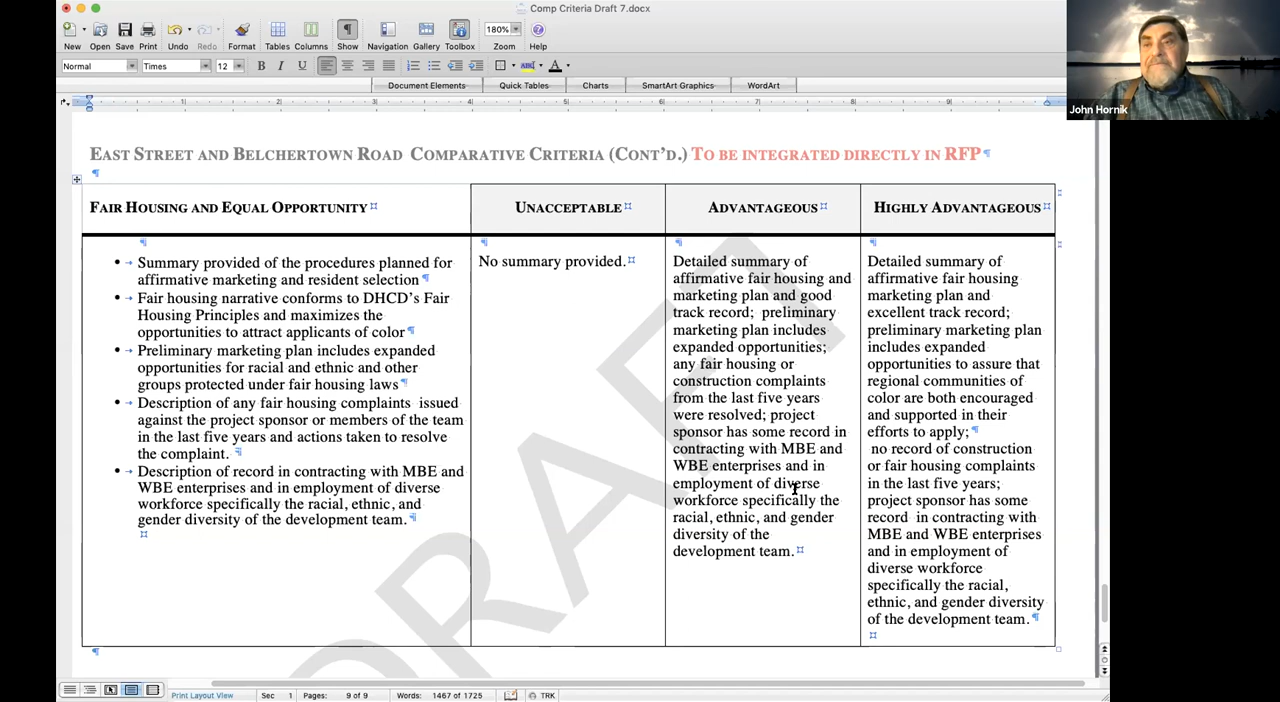 Comp Criteria Draft 7.docx
New Open Save Print Undo Redo Format Tables Columns Show Navigation Gallery Toolbox Zoom Help
180%
Normal Times 12 B I U
Document Elements Quick Tables Charts SmartArt Graphics WordArt
John Hornik
EAST STREET AND BELCHERTOWN ROAD COMPARATIVE CRITERIA (CONT'D.) TO BE INTEGRATED DIRECTLY IN RFP
FAIR HOUSING AND EQUAL OPPORTUNITY
UNACCEPTABLE
ADVANTAGEOUS
HIGHLY ADVANTAGEOUS
• Summary provided of the procedures planned for
affirmative marketing and resident selection
• Fair housing narrative conforms to DHCD's Fair
Housing Principles and maximizes the
opportunities to attract applicants of color
• Preliminary marketing plan includes expanded
opportunities for racial and ethnic and other
groups protected under fair housing laws
• Description of any fair housing complaints issued
against the project sponsor or members of the team
in the last five years and actions taken to resolve
the complaint.
• Description of record in contracting with MBE and
WBE enterprises and in employment of diverse
workforce specifically the racial, ethnic, and
gender diversity of the development team.
No summary provided.
Detailed summary of
affirmative fair housing and
marketing plan and good
track record; preliminary
marketing plan includes
expanded opportunities;
any fair housing or
construction complaints
from the last five years
were resolved; project
sponsor has some record in
contracting with MBE and
WBE enterprises and in
employment of diverse
workforce specifically the
racial, ethnic, and gender
diversity of the
development team.
Detailed summary of
affirmative fair housing
marketing plan and
excellent track record;
preliminary marketing plan
includes expanded
opportunities to assure that
regional communities of
color are both encouraged
and supported in their
efforts to apply;
no record of construction
or fair housing complaints
in the last five years;
project sponsor has some
record in contracting with
MBE and WBE enterprises
and in employment of
diverse workforce
specifically the racial,
ethnic, and gender diversity
of the development team.
DRAFT
Print Layout View Sec 1 Pages: 9 of 9 Words: 1467 of 1725 TRK